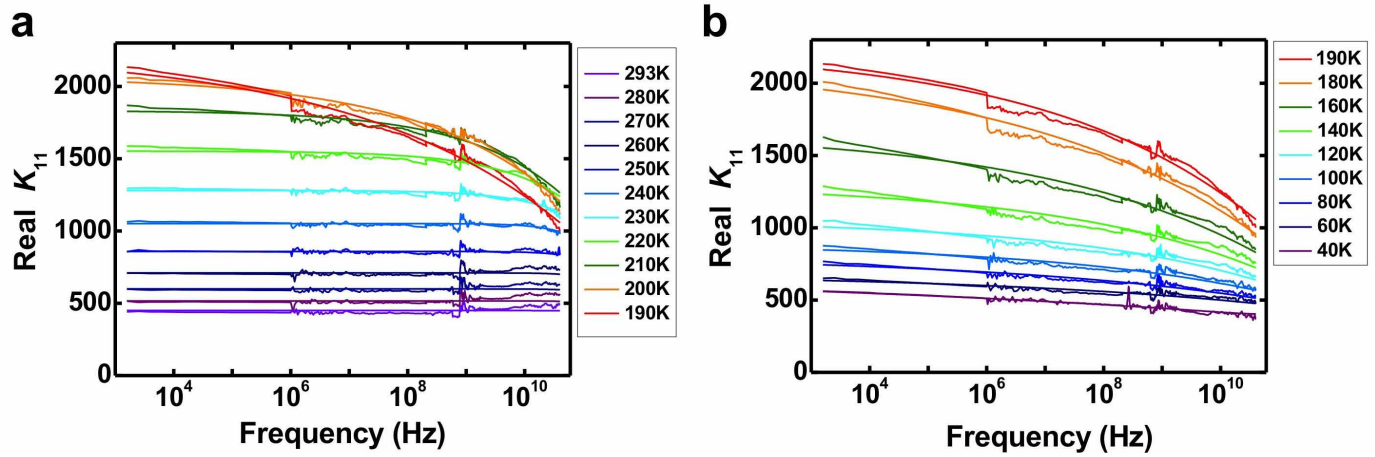 a
Real K11
2000
1500
1000
500
0
10^4
10^6
10^8
10^10
Frequency (Hz)
293K
280K
270K
260K
250K
240K
230K
220K
210K
200K
190K
b
Real K11
2000
1500
1000
500
0
10^4
10^6
10^8
10^10
Frequency (Hz)
190K
180K
160K
140K
120K
100K
80K
60K
40K